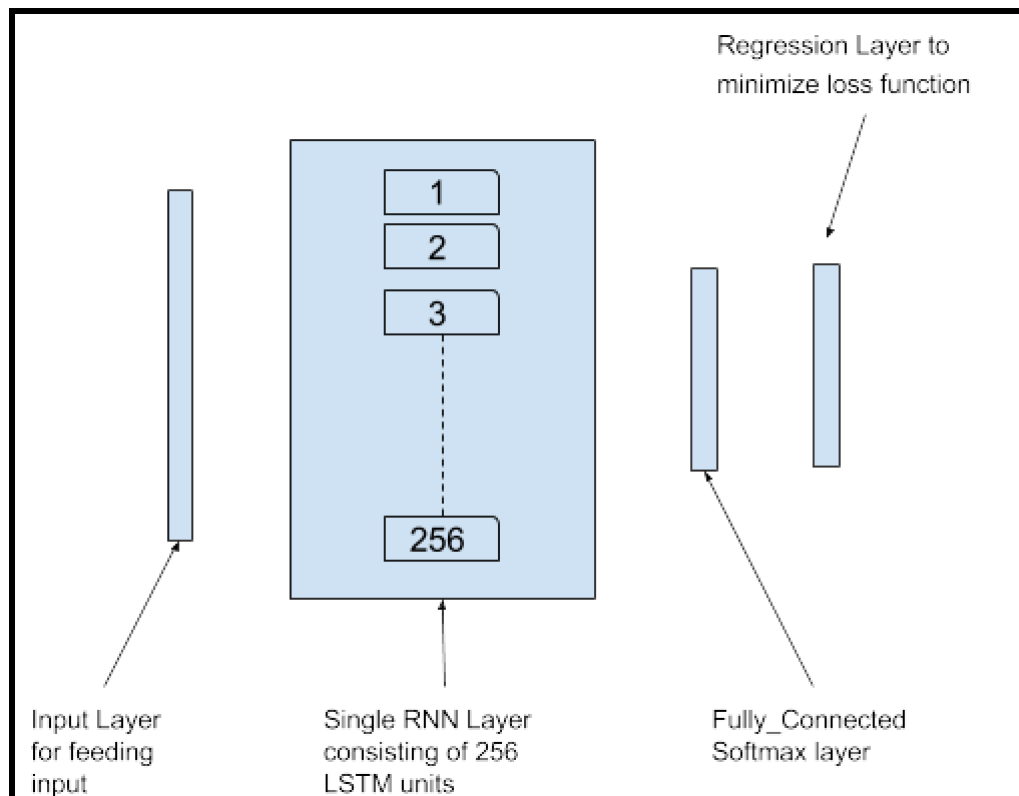 Regression Layer to
minimize loss function
1
2
3
256
Input Layer
for feeding
input
Single RNN Layer
consisting of 256
LSTM units
Fully_Connected
Softmax layer